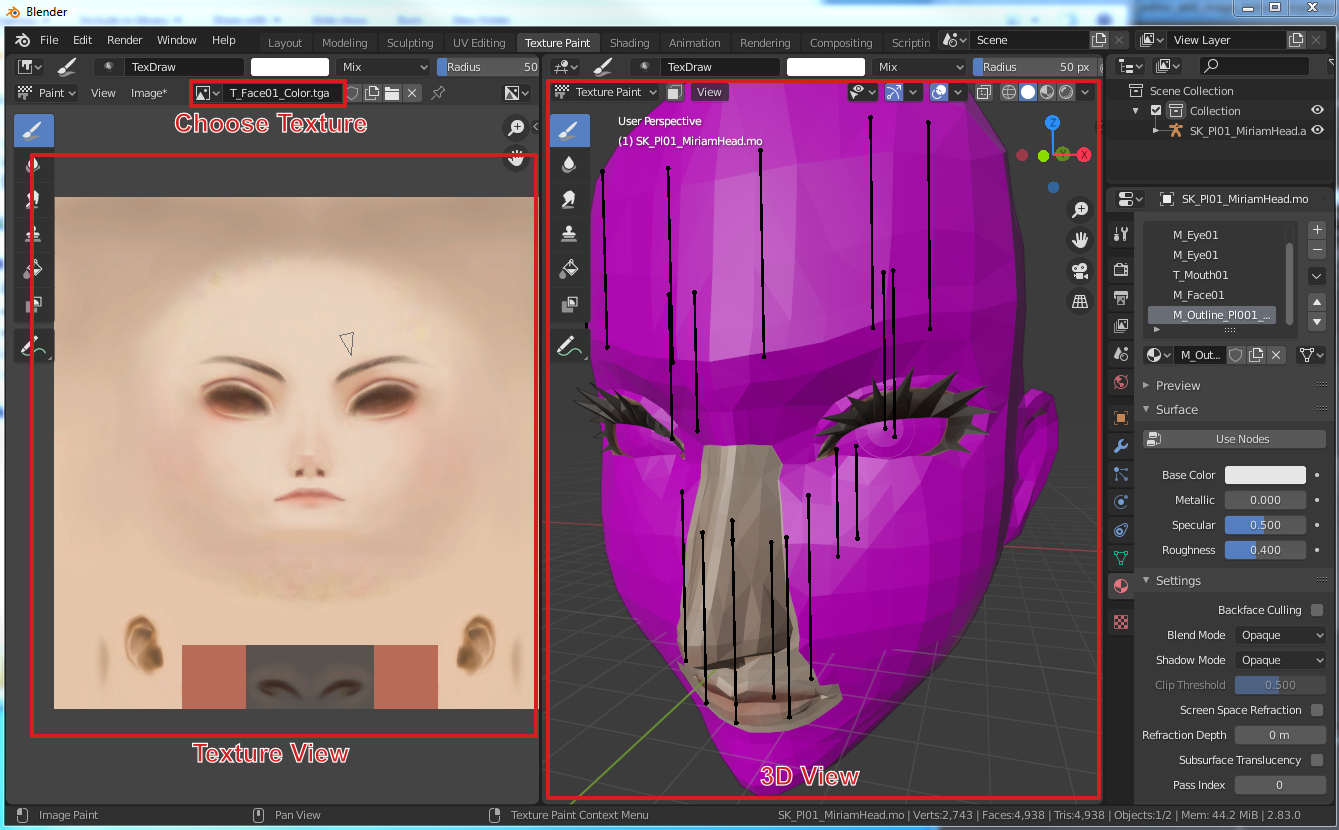 Blender
File Edit Render Window Help Layout Modeling Sculpting UV Editing Texture Paint Shading Animation Rendering Compositing Scriptin Scene View Layer
TexDraw Mix Radius 50 TexDraw Mix Radius 50 px
Paint View Image* T_Face01_Color.tga Texture Paint View
Choose Texture
User Perspective
(1) SK_Pl01_MiriamHead.mo
Z
Y
X
Scene Collection
Collection
SK_Pl01_MiriamHead.a
SK_Pl01_MiriamHead.mo
M_Eye01
M_Eye01
T_Mouth01
M_Face01
M_Outline_Pl001_...
M_Out...
Preview
Surface
Use Nodes
Base Color
Metallic 0.000
Specular 0.500
Roughness 0.400
Settings
Backface Culling
Blend Mode Opaque
Shadow Mode Opaque
Clip Threshold 0.500
Screen Space Refraction
Refraction Depth 0 m
Subsurface Translucency
Pass Index 0
Texture View
3D View
Image Paint Pan View Texture Paint Context Menu SK_Pl01_MiriamHead.mo | Verts:2,743 | Faces:4,938 | Tris:4,938 | Objects:1/2 | Mem: 44.2 MiB | 2.83.0